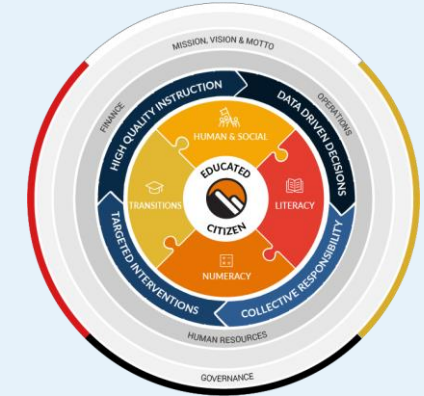 MISSION, VISION & MOTTO
FINANCE
OPERATIONS
HIGH QUALITY INSTRUCTION
DATA DRIVEN DECISIONS
HUMAN & SOCIAL
EDUCATED
CITIZEN
TRANSITIONS
LITERACY
NUMERACY
TARGETED INTERVENTIONS
COLLECTIVE RESPONSIBILITY
HUMAN RESOURCES
GOVERNANCE